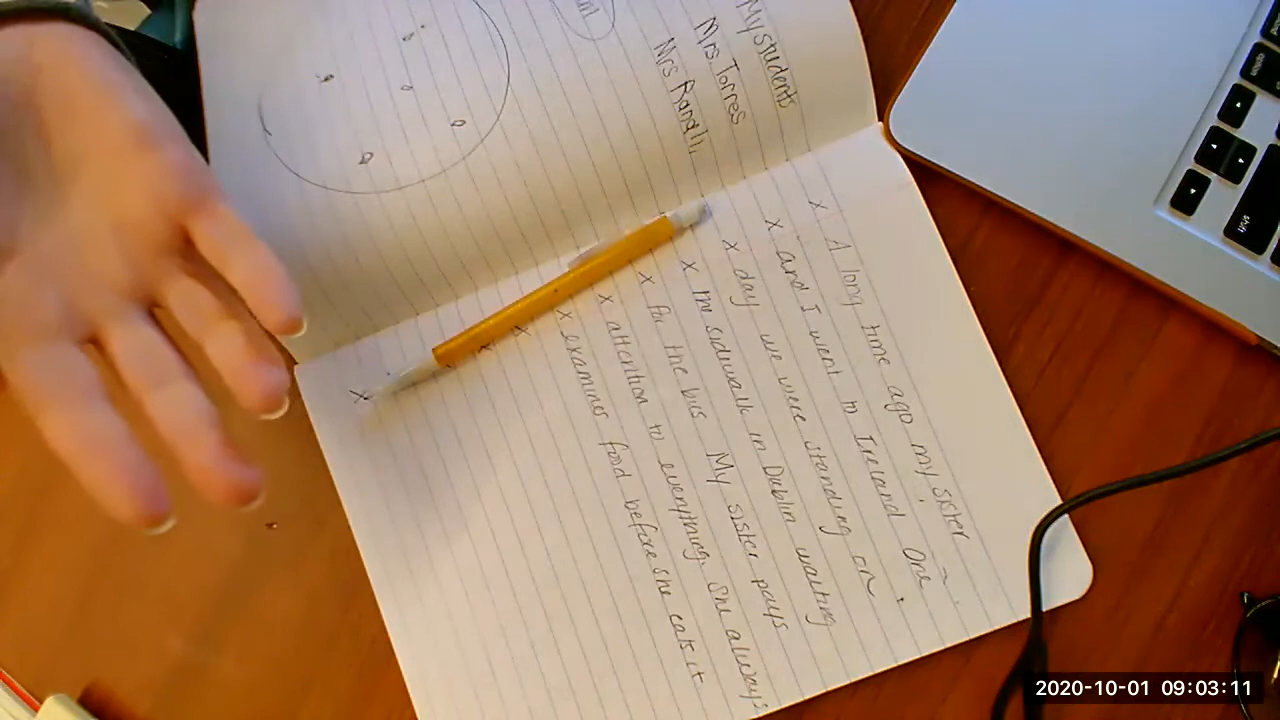 My students
Mrs Torres
Mrs
x A long time ago my sister
x and I went to Ireland One
x day we were standing on
x the sidewalk in Dublin waiting
x for the bus My sister pays
x attention to everything. She always
x examines food before she eats it
x
x
x
2020-10-01 09:03:11